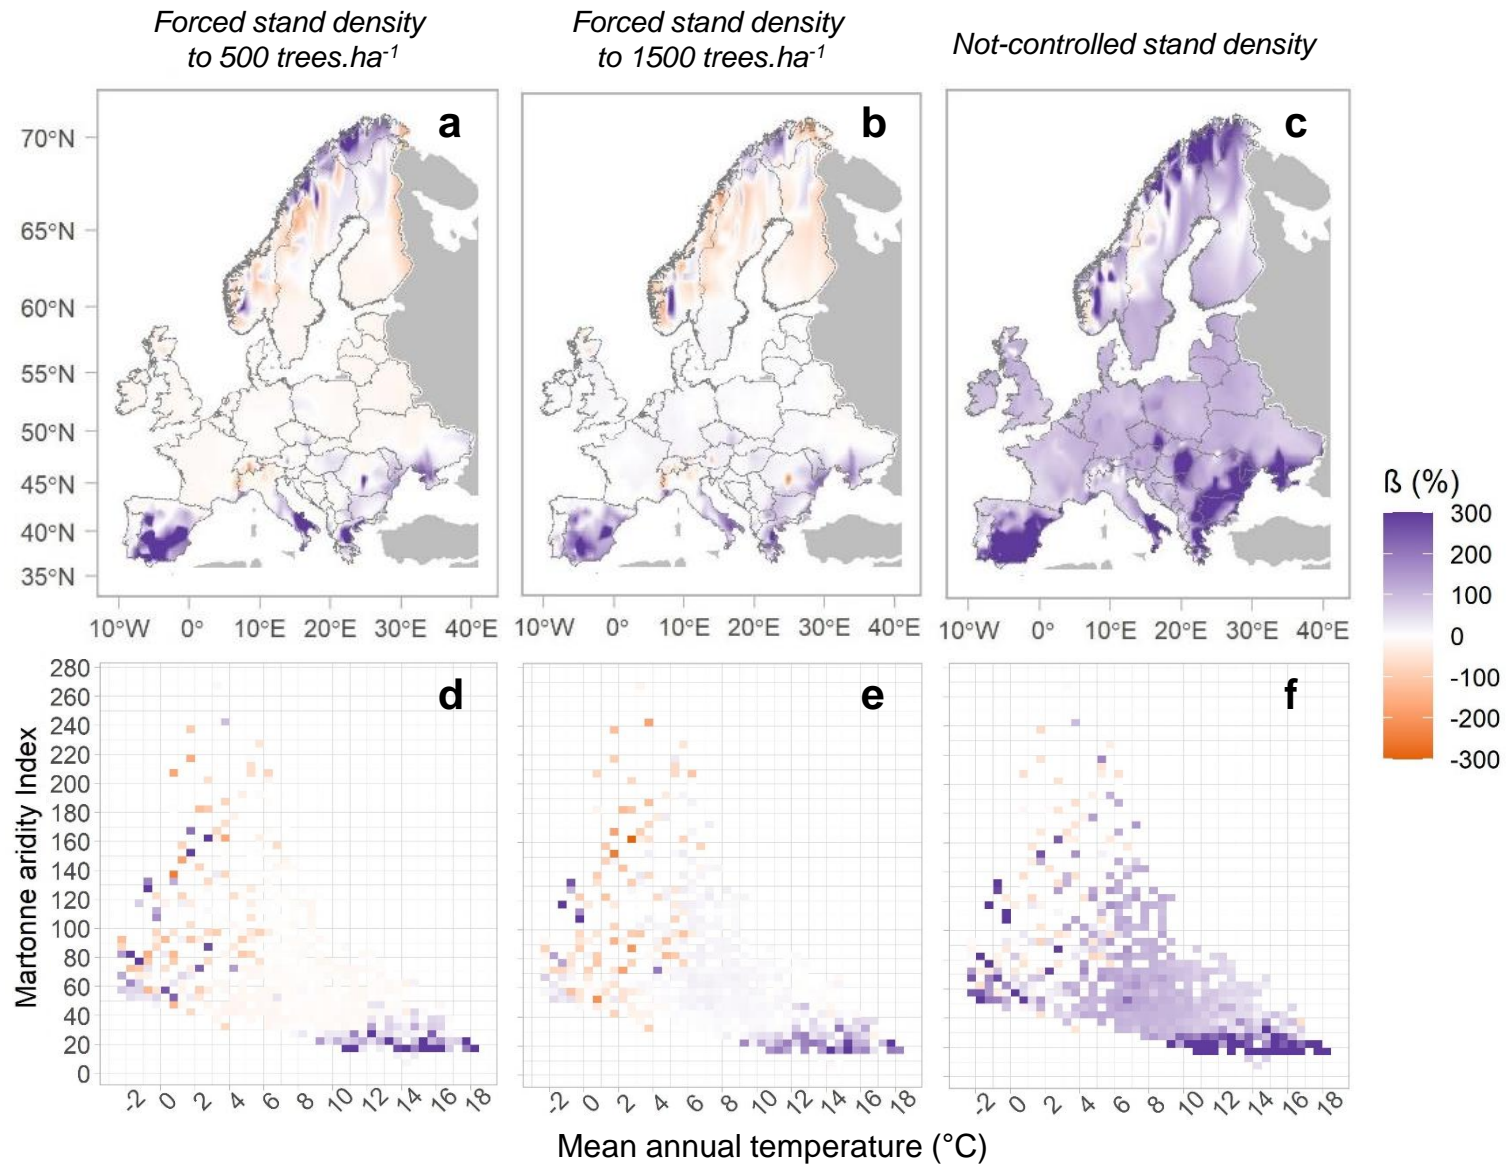 Forced stand density
to 500 trees.ha-1
Forced stand density
to 1500 trees.ha-1
Not-controlled stand density
a
b
c
70°N
65°N
60°N
55°N
50°N
45°N
40°N
35°N
10°W 0° 10°E 20°E 30°E 40°E
10°W 0° 10°E 20°E 30°E 40°E
10°W 0° 10°E 20°E 30°E 40°E
ß (%)
300
200
100
0
-100
-200
-300
d
e
f
Martonne aridity Index
280
260
240
220
200
180
160
140
120
100
80
60
40
20
0
-2 0 2 4 6 8 10 12 14 16 18
-2 0 2 4 6 8 10 12 14 16 18
-2 0 2 4 6 8 10 12 14 16 18
Mean annual temperature (°C)